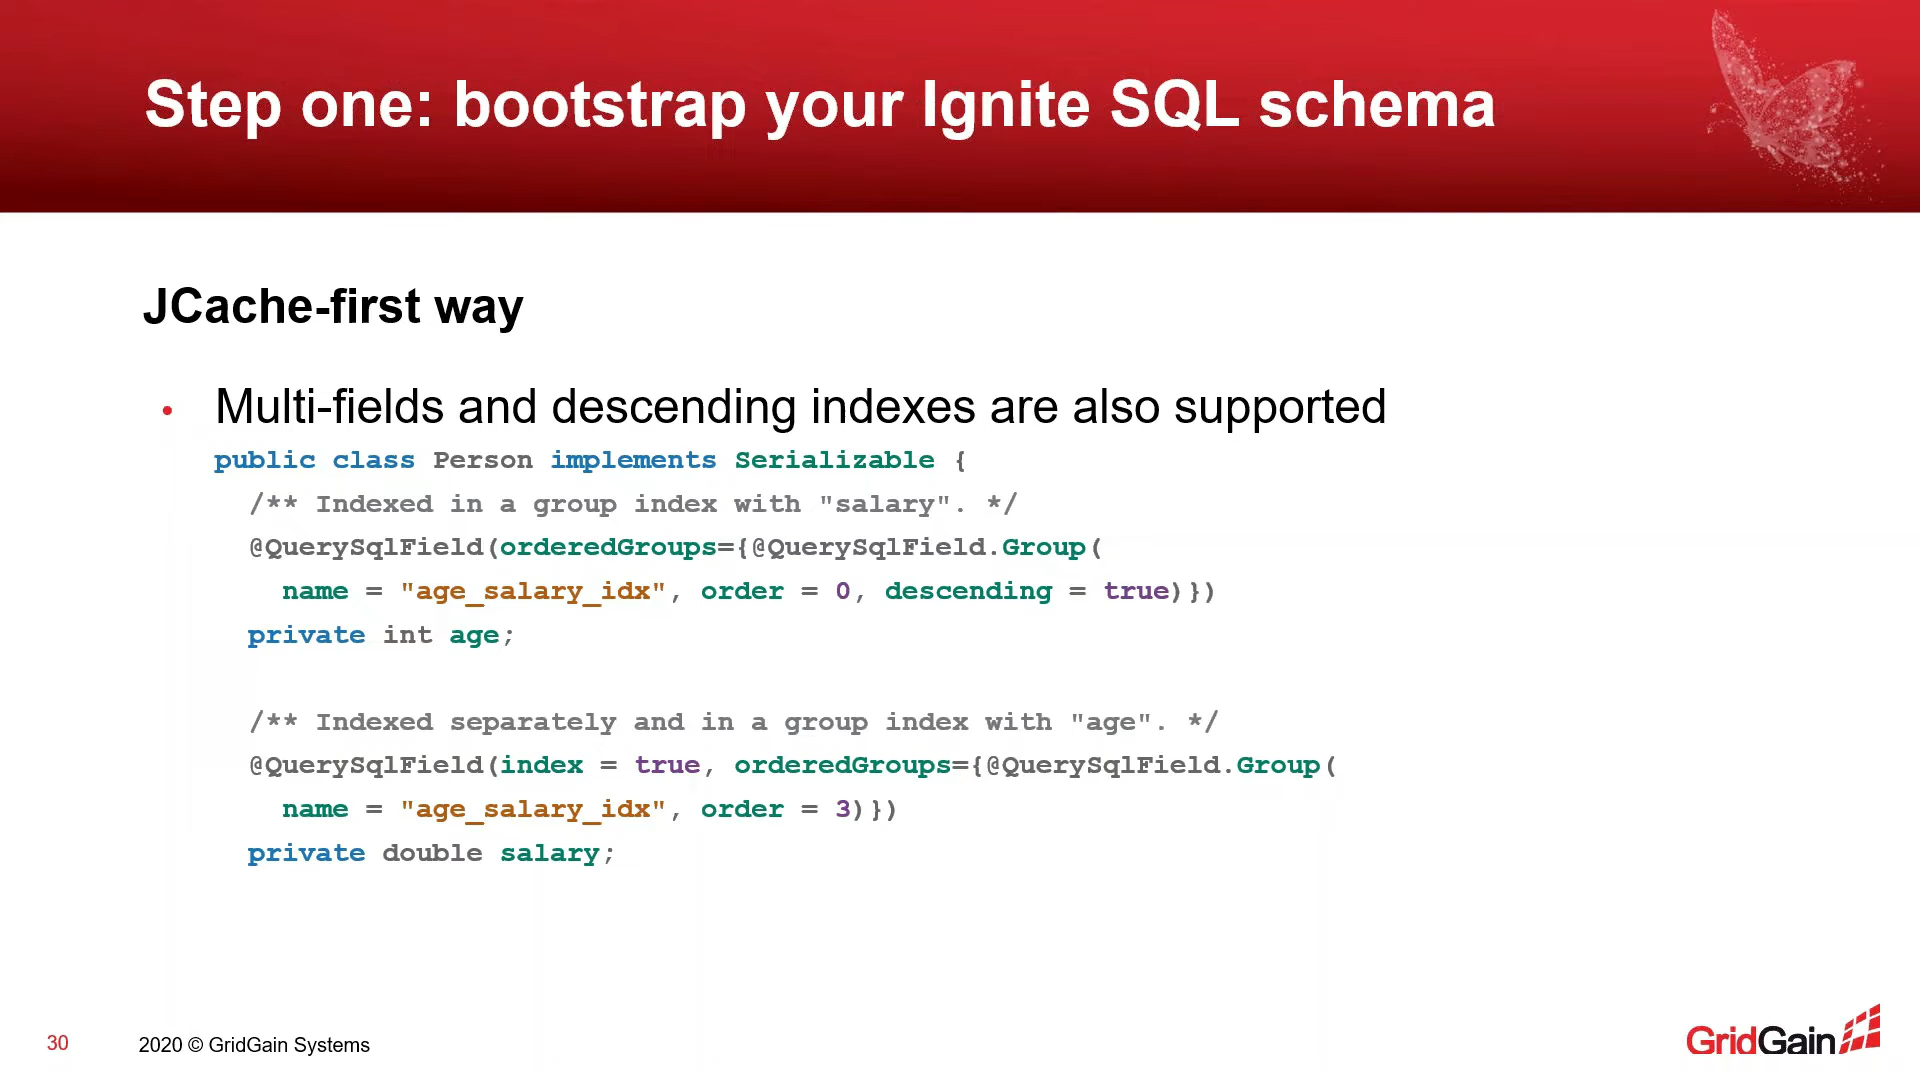 Step one: bootstrap your Ignite SQL schema
JCache-first way
• Multi-fields and descending indexes are also supported
public class Person implements Serializable {
/** Indexed in a group index with "salary". */
@QuerySqlField(orderedGroups={@QuerySqlField.Group(
name = "age_salary_idx", order = 0, descending = true)})
private int age;
/** Indexed separately and in a group index with "age". */
@QuerySqlField(index = true, orderedGroups={@QuerySqlField.Group(
name = "age_salary_idx", order = 3)})
private double salary;
30
2020 © GridGain Systems
GridGain